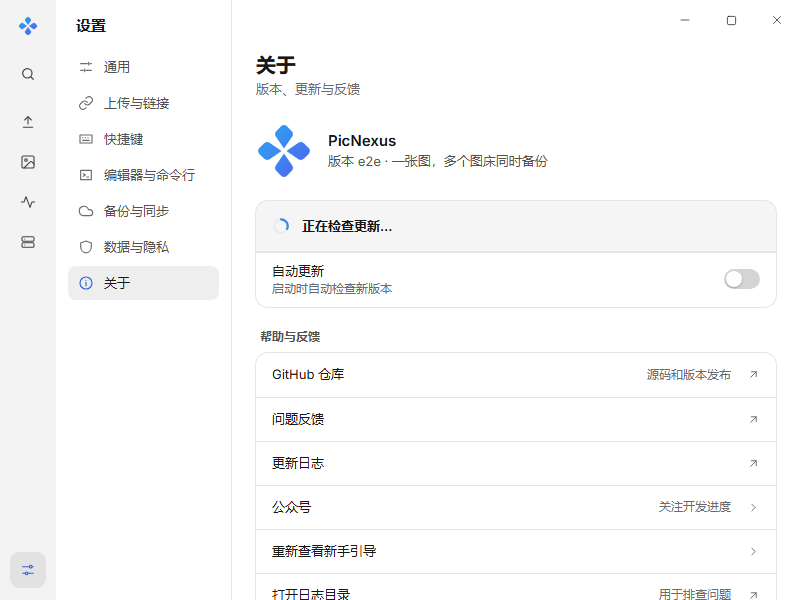 设置
通用
上传与链接
快捷键
编辑器与命令行
备份与同步
数据与隐私
关于
关于
版本、更新与反馈
PicNexus
版本 e2e · 一张图，多个图床同时备份
正在检查更新...
自动更新
启动时自动检查新版本
帮助与反馈
GitHub 仓库 源码和版本发布
问题反馈
更新日志
公众号 关注开发进度
重新查看新手引导
打开日志目录 用于排查问题